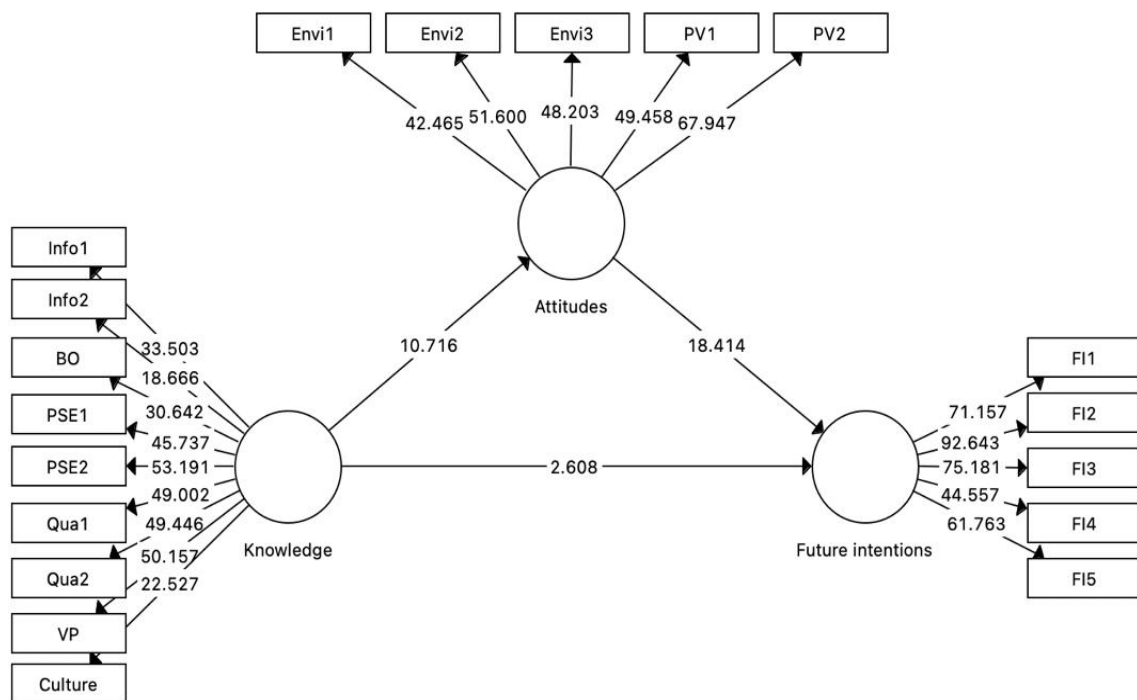 Envi1
Envi2
Envi3
PV1
PV2
42.465
51.600
48.203
49.458
67.947
Attitudes
Info1
Info2
BO
PSE1
PSE2
Qua1
Qua2
VP
Culture
33.503
18.666
30.642
45.737
53.191
49.002
49.446
50.157
22.527
Knowledge
10.716
18.414
2.608
Future intentions
71.157
92.643
75.181
44.557
61.763
FI1
FI2
FI3
FI4
FI5